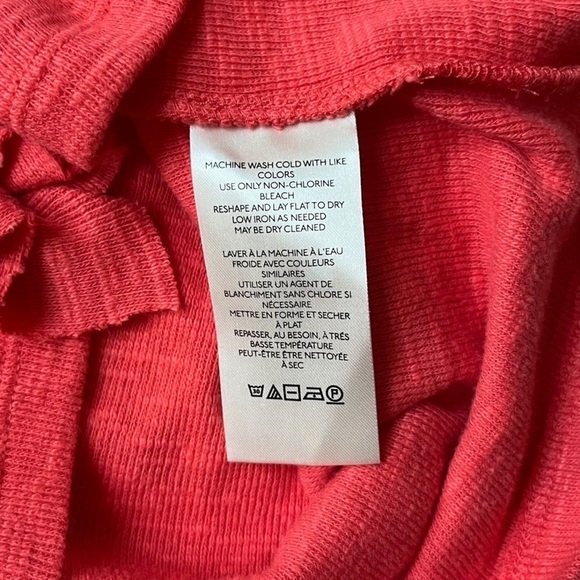 MACHINE WASH COLD WITH LIKE
COLORS
USE ONLY NON-CHLORINE
BLEACH
RESHAPE AND LAY FLAT TO DRY
LOW IRON AS NEEDED
MAY BE DRY CLEANED
LAVER À LA MACHINE À L'EAU
FROIDE AVEC COULEURS
SIMILAIRES
UTILISER UN AGENT DE
BLANCHIMENT SANS CHLORE SI
NÉCESSAIRE
METTRE EN FORME ET SÉCHER
À PLAT
REPASSER, AU BESOIN, À TRÈS
BASSE TEMPÉRATURE
PEUT-ÊTRE ÊTRE NETTOYÉE
À SEC
30
P